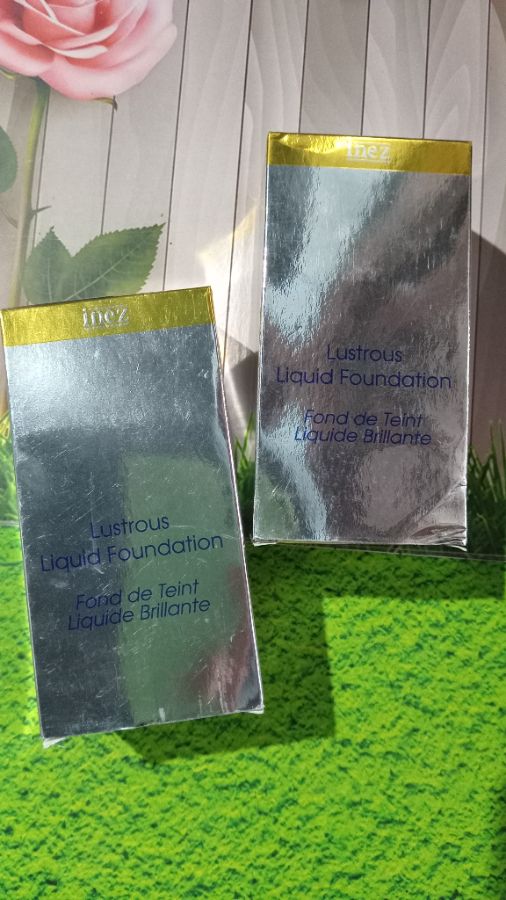 inez
Lustrous
Liquid Foundation
Fond de Teint
Liquide Brillante
inez
Lustrous
Liquid Foundation
Fond de Teint
Liquide Brillante